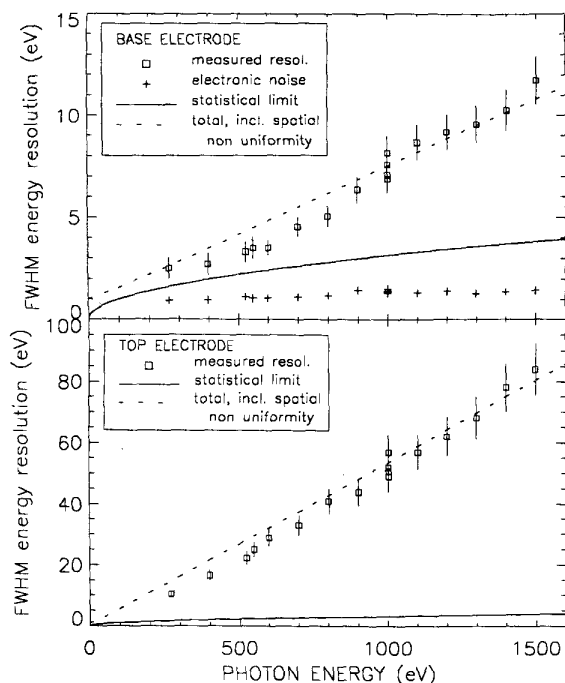 FWHM energy resolution (eV)
15
10
5
0
BASE ELECTRODE
measured resol.
electronic noise
statistical limit
total, incl. spatial
non uniformity
FWHM energy resolution (eV)
100
80
60
40
20
0
TOP ELECTRODE
measured resol.
statistical limit
total, incl. spatial
non uniformity
0 500 1000 1500
PHOTON ENERGY (eV)